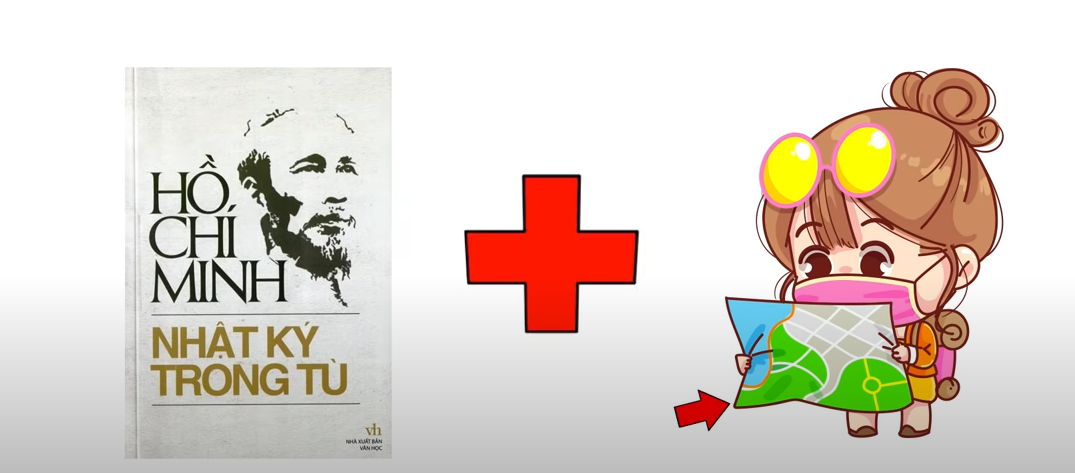 HỒ
CHÍ
MINH
NHẬT KÝ
TRONG TÙ
vh
NHÀ XUẤT BẢN
VĂN HỌC